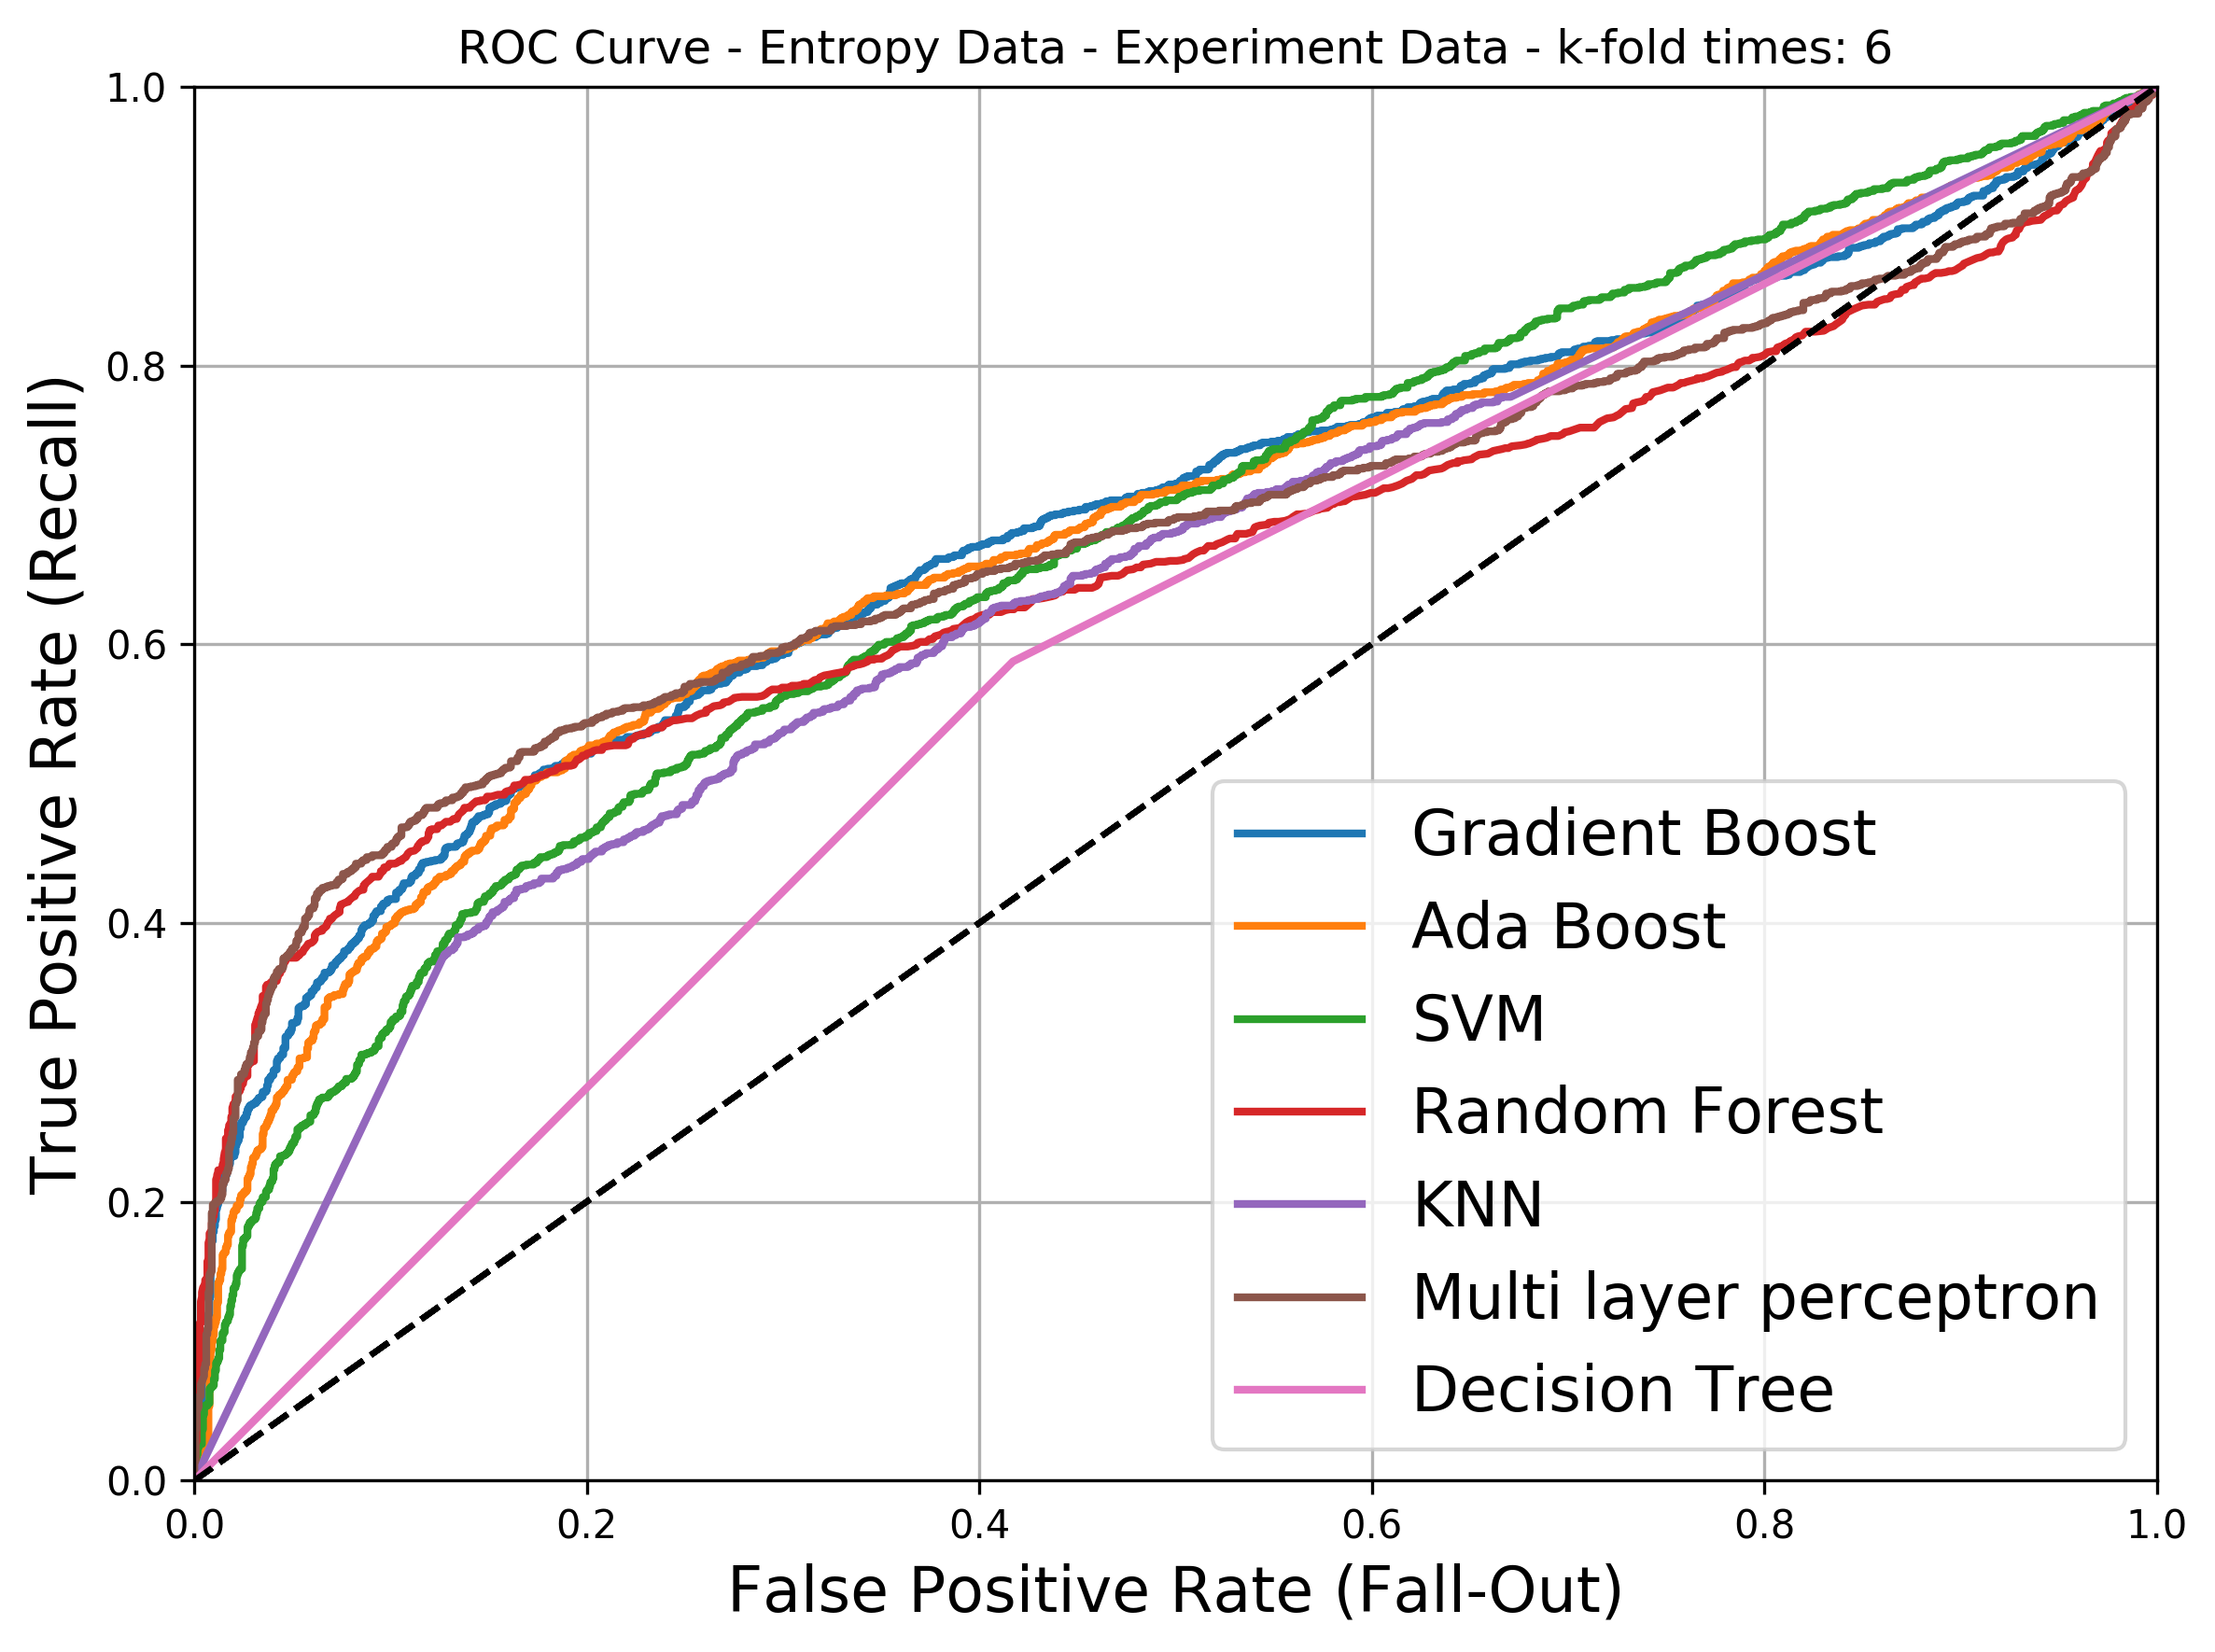 ROC Curve - Entropy Data - Experiment Data - k-fold times: 6
True Positive Rate (Recall)
1.0
0.8
0.6
0.4
0.2
0.0
Gradient Boost
Ada Boost
SVM
Random Forest
KNN
Multi layer perceptron
Decision Tree
0.0 0.2 0.4 0.6 0.8 1.0
False Positive Rate (Fall-Out)